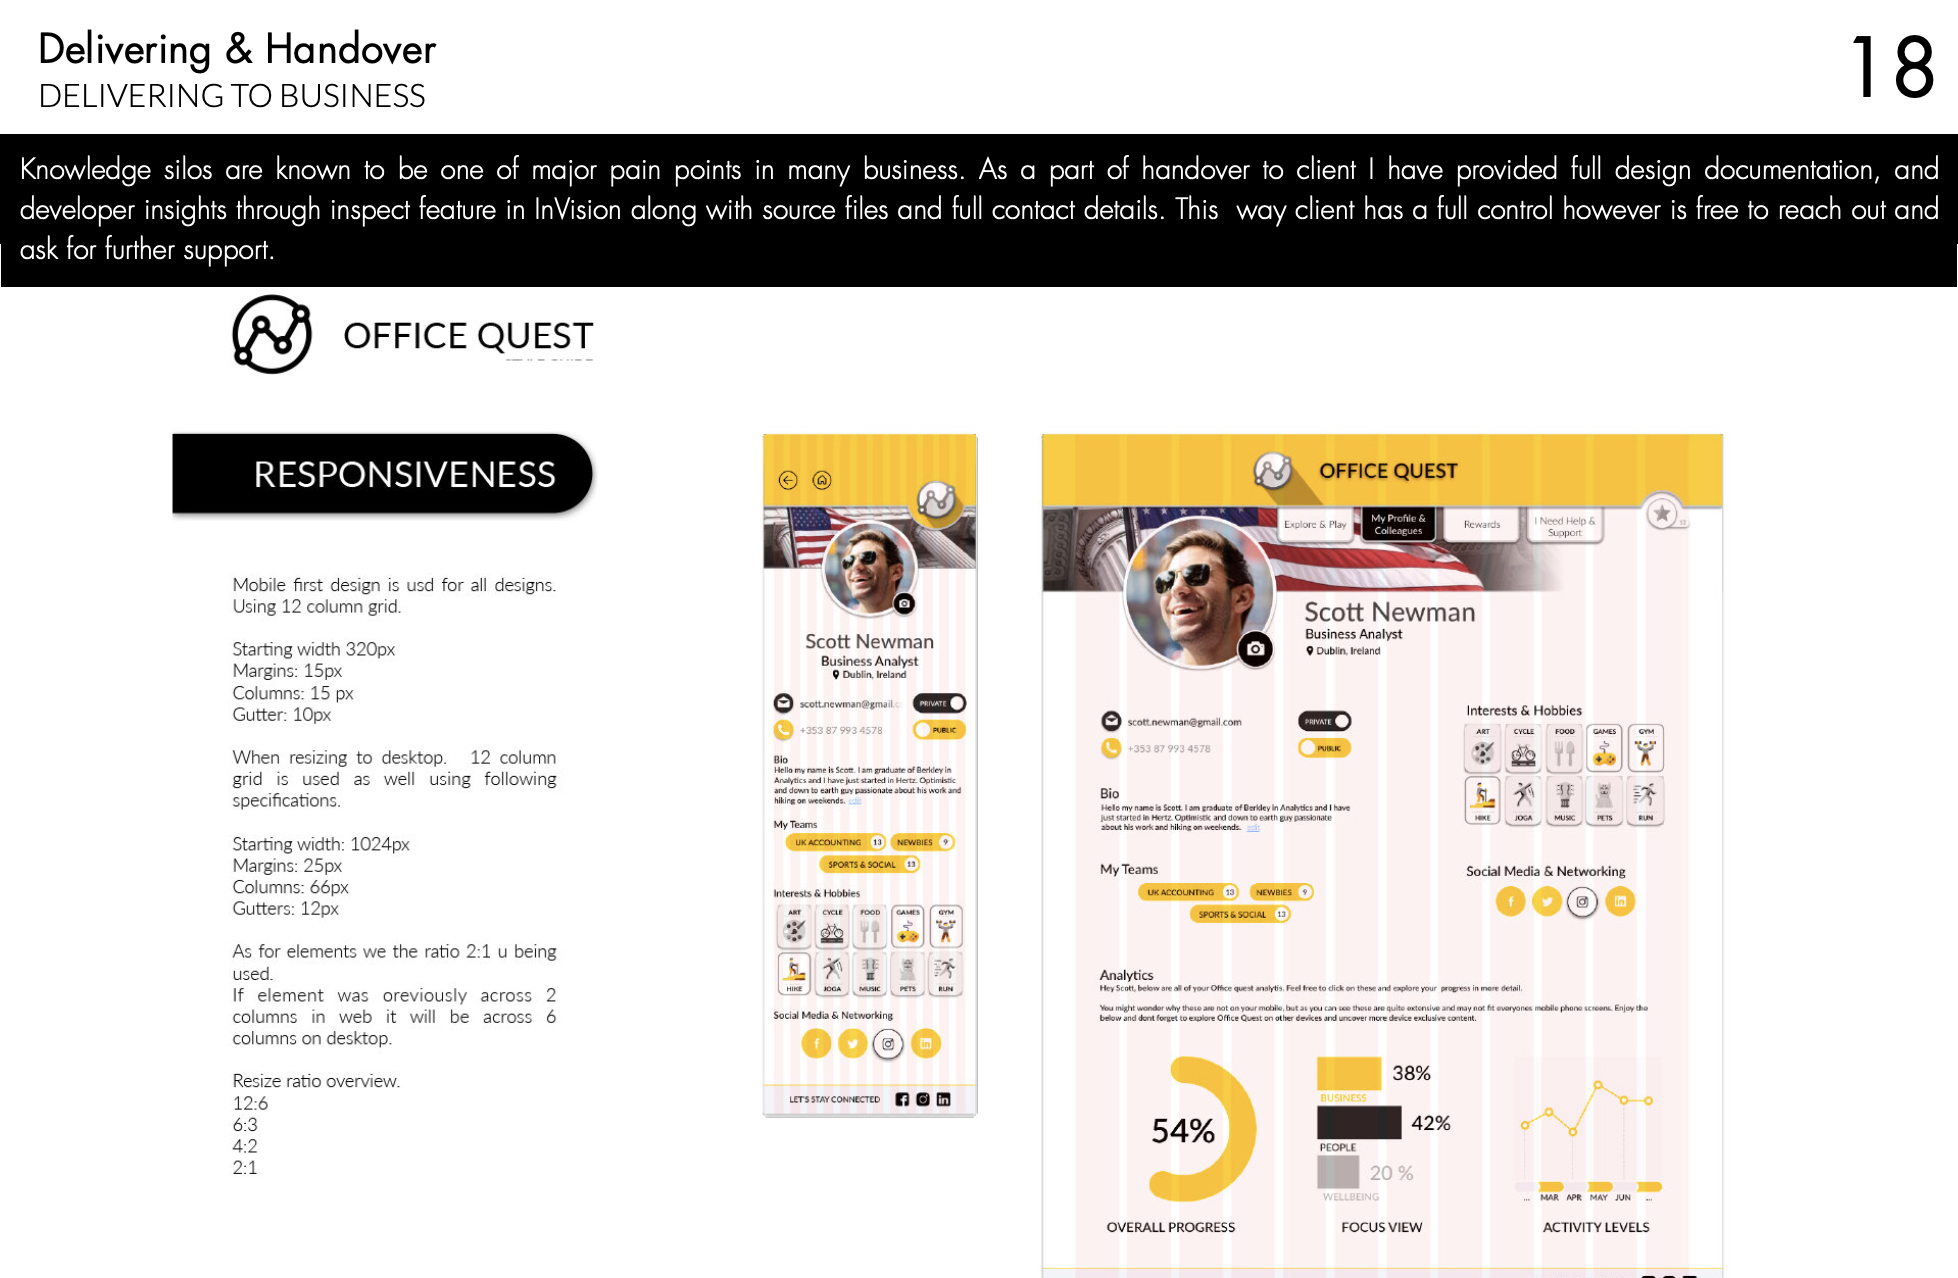 Delivering & Handover
DELIVERING TO BUSINESS
18
Knowledge silos are known to be one of major pain points in many business. As a part of handover to client I have provided full design documentation, and
developer insights through inspect feature in InVision along with source files and full contact details. This way client has a full control however is free to reach out and
ask for further support.
OFFICE QUEST
RESPONSIVENESS
Mobile first design is usd for all designs.
Using 12 column grid.
Starting width 320px
Margins: 15px
Columns: 15 px
Gutter: 10px
When resizing to desktop. 12 column
grid is used as well using following
specifications.
Starting width: 1024px
Margins: 25px
Columns: 66px
Gutters: 12px
As for elements we the ratio 2:1 u being
used.
If element was oreviously across 2
columns in web it will be across 6
columns on desktop.
Resize ratio overview.
12:6
6:3
4:2
2:1
Scott Newman
Business Analyst
Dublin, Ireland
scott.newman@gmail.c
PRIVATE
+353 87 993 4578
PUBLIC
Bio
Hello my name is Scott. I am graduate of Berkley in
Analytics and I have just started in Hertz. Optimistic
and down to earth guy passionate about his work and
hiking on weekends. edit
My Teams
UK ACCOUNTING 13 NEWBIES 9
SPORTS & SOCIAL 13
Interests & Hobbies
ART CYCLE FOOD GAMES GYM
HIKE JOGA MUSIC PETS RUN
Social Media & Networking
LET'S STAY CONNECTED
OFFICE QUEST
Explore & Play
My Profile &
Colleagues
Rewards
I Need Help &
Support
Scott Newman
Business Analyst
Dublin, Ireland
scott.newman@gmail.com
PRIVATE
+353 87 993 4578
PUBLIC
Bio
Hello my name is Scott. I am graduate of Berkley in Analytics and I have
just started in Hertz. Optimistic and down to earth guy passionate
about his work and hiking on weekends. edit
My Teams
UK ACCOUNTING 13 NEWBIES 9
SPORTS & SOCIAL 13
Interests & Hobbies
ART CYCLE FOOD GAMES GYM
HIKE JOGA MUSIC PETS RUN
Social Media & Networking
Analytics
Hey Scott, below are all of your Office quest analytis. Feel free to click on these and explore your progress in more detail.
You might wonder why these are not on your mobile, but as you can see these are quite extensive and may not fit everyones mobile phone screens. Enjoy the
below and dont forget to explore Office Quest on other devices and uncover more device exclusive content.
54%
OVERALL PROGRESS
38%
BUSINESS
42%
PEOPLE
20 %
WELLBEING
FOCUS VIEW
... MAR APR MAY JUN ...
ACTIVITY LEVELS